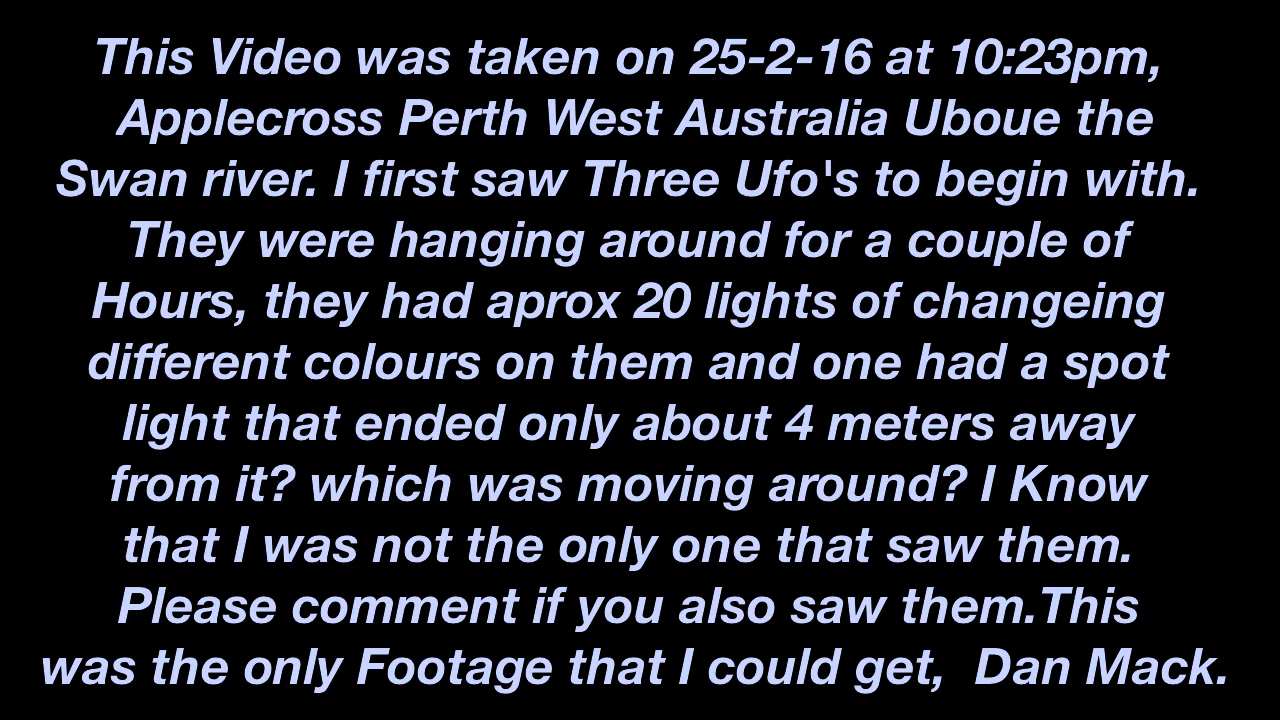 This Video was taken on 25-2-16 at 10:23pm,
Applecross Perth West Australia Uboue the
Swan river. I first saw Three Ufo's to begin with.
They were hanging around for a couple of
Hours, they had aprox 20 lights of changeing
different colours on them and one had a spot
light that ended only about 4 meters away
from it? which was moving around? I Know
that I was not the only one that saw them.
Please comment if you also saw them.This
was the only Footage that I could get,  Dan Mack.